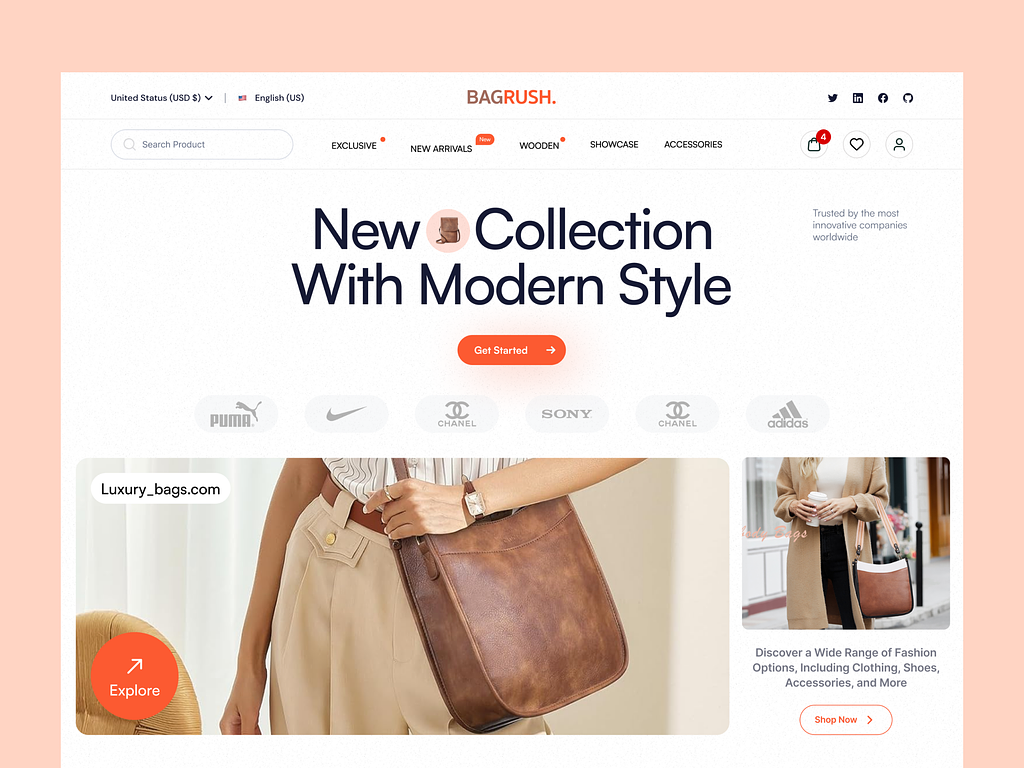 United Status (USD $)
English (US)
BAGRUSH.
Search Product
EXCLUSIVE
NEW ARRIVALS
New
WOODEN
SHOWCASE
ACCESSORIES
4
New Collection
With Modern Style
Trusted by the most
innovative companies
worldwide
Get Started
PUMA
CHANEL
SONY
CHANEL
adidas
Luxury_bags.com
Explore
Bags
Discover a Wide Range of Fashion
Options, Including Clothing, Shoes,
Accessories, and More
Shop Now